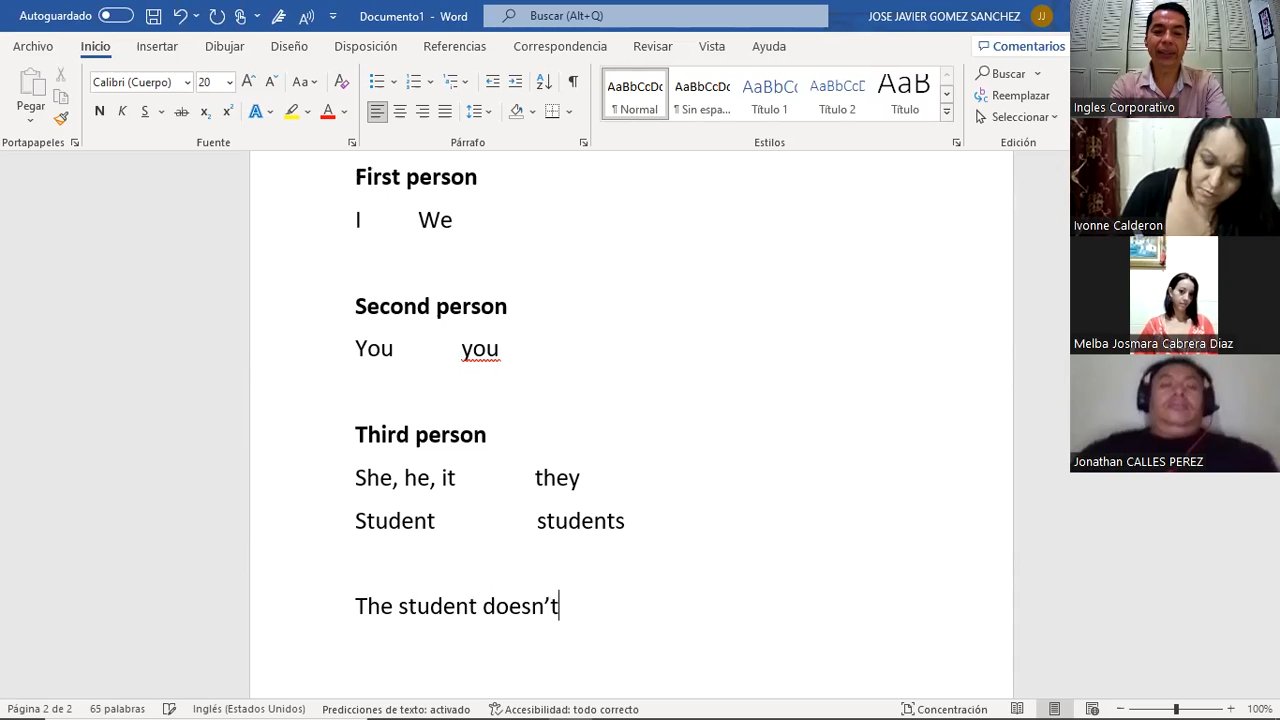 Autoguardado
Documento1 - Word
Buscar (Alt+Q)
JOSE JAVIER GOMEZ SANCHEZ
JJ
Archivo Inicio Insertar Dibujar Diseño Disposición Referencias Correspondencia Revisar Vista Ayuda
Comentarios
Pegar
Calibri (Cuerpo) 20
AaBbCcDc AaBbCcDc AaBbCc AaBbCcD AaB
¶ Normal ¶ Sin espa... Título 1 Título 2 Título
Buscar
Reemplazar
Seleccionar
Portapapeles Fuente Párrafo Estilos Edición
First person
I We
Second person
You you
Third person
She, he, it they
Student students
The student doesn’t
Página 2 de 2 65 palabras Inglés (Estados Unidos) Predicciones de texto: activado Accesibilidad: todo correcto Concentración 100%
Ingles Corporativo
Ivonne Calderon
Melba Josmara Cabrera Diaz
Jonathan CALLES PEREZ